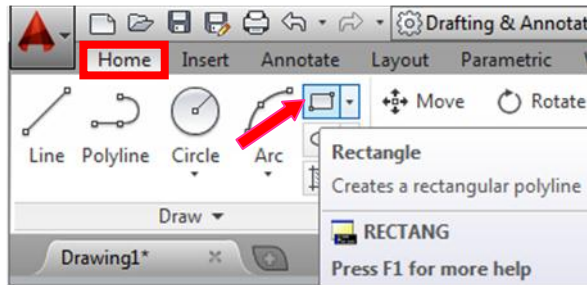 Drafting & Annotat
Home Insert Annotate Layout Parametric
Move Rotate
Line Polyline Circle Arc
Rectangle
Creates a rectangular polyline
Draw
RECTANG
Drawing1*
Press F1 for more help